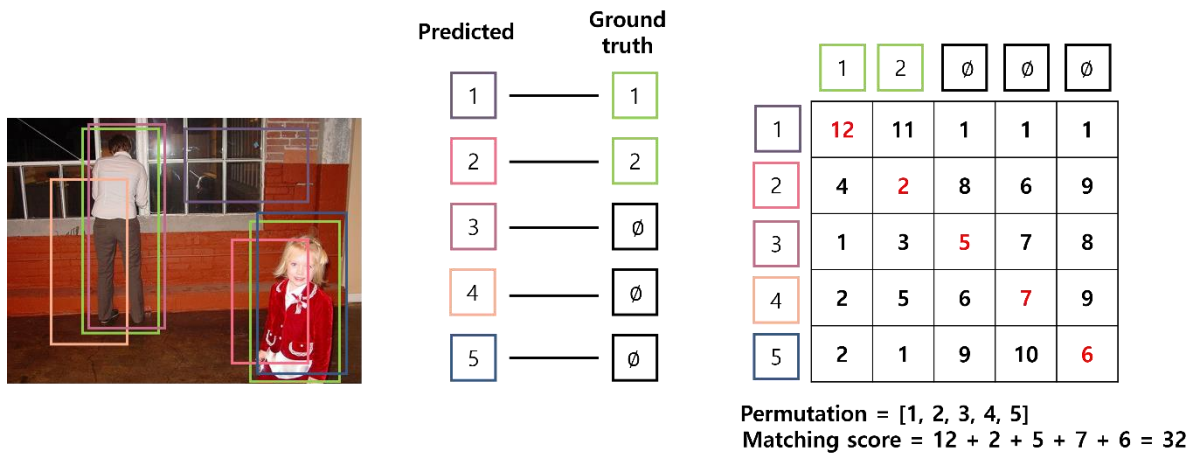 Predicted
Ground
truth
1 1
2 2
3 ∅
4 ∅
5 ∅
1 2 ∅ ∅ ∅
1 12 11 1 1 1
2 4 2 8 6 9
3 1 3 5 7 8
4 2 5 6 7 9
5 2 1 9 10 6
Permutation = [1, 2, 3, 4, 5]
Matching score = 12 + 2 + 5 + 7 + 6 = 32